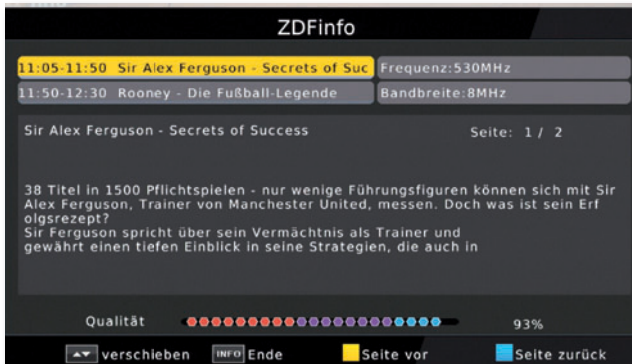 ZDFinfo
11:05-11:50 Sir Alex Ferguson - Secrets of Suc Frequenz:530MHz
11:50-12:30 Rooney - Die Fußball-Legende Bandbreite:8MHz
Sir Alex Ferguson - Secrets of Success Seite: 1 / 2
38 Titel in 1500 Pflichtspielen - nur wenige Führungsfiguren können sich mit Sir
Alex Ferguson, Trainer von Manchester United, messen. Doch was ist sein Erf
olgsrezept?
Sir Ferguson spricht über sein Vermächtnis als Trainer und
gewährt einen tiefen Einblick in seine Strategien, die auch in
Qualität 93%
verschieben INFO Ende Seite vor Seite zurück